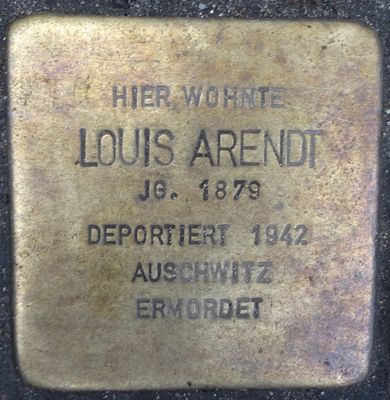 HIER WOHNTE
LOUIS ARENDT
JG. 1879
DEPORTIERT 1942
AUSCHWITZ
ERMORDET